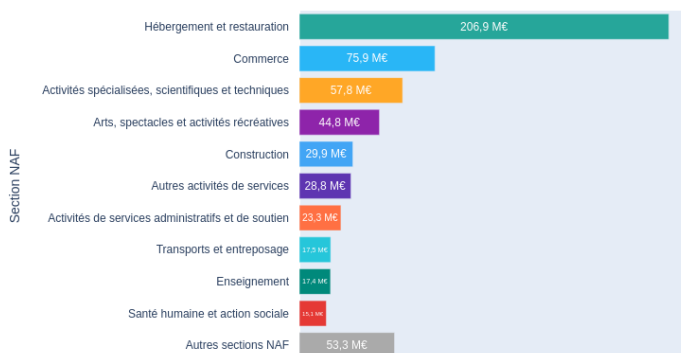 Hébergement et restauration
206,9 M€
Commerce
75,9 M€
Activités spécialisées, scientifiques et techniques
57,8 M€
Arts, spectacles et activités récréatives
44,8 M€
Construction
29,9 M€
Autres activités de services
28,8 M€
Activités de services administratifs et de soutien
23,3 M€
Transports et entreposage
17,5 M€
Enseignement
17,4 M€
Santé humaine et action sociale
15,1 M€
Autres sections NAF
53,3 M€
Section NAF